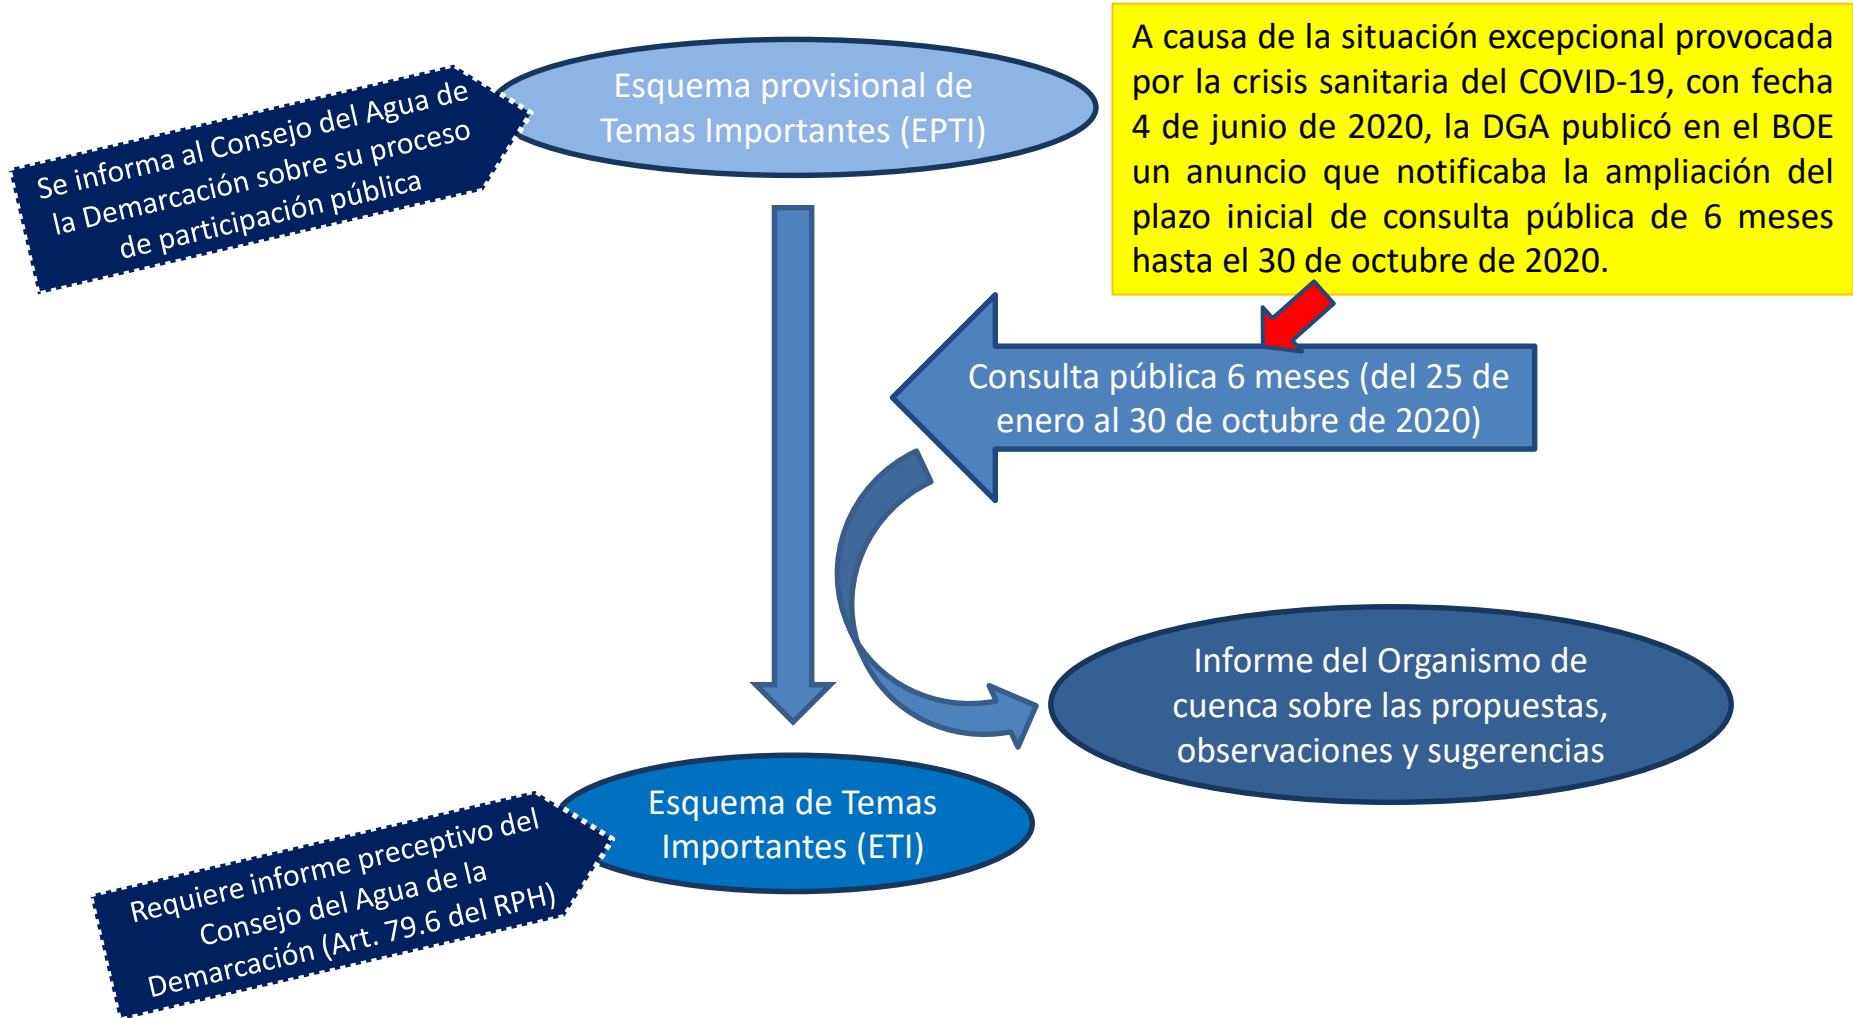 Esquema provisional de
Temas Importantes (EPTI)
Se informa al Consejo del Agua de
la Demarcación sobre su proceso
de participación pública
A causa de la situación excepcional provocada
por la crisis sanitaria del COVID-19, con fecha
4 de junio de 2020, la DGA publicó en el BOE
un anuncio que notificaba la ampliación del
plazo inicial de consulta pública de 6 meses
hasta el 30 de octubre de 2020.
Consulta pública 6 meses (del 25 de
enero al 30 de octubre de 2020)
Informe del Organismo de
cuenca sobre las propuestas,
observaciones y sugerencias
Esquema de Temas
Importantes (ETI)
Requiere informe preceptivo del
Consejo del Agua de la
Demarcación (Art. 79.6 del RPH)